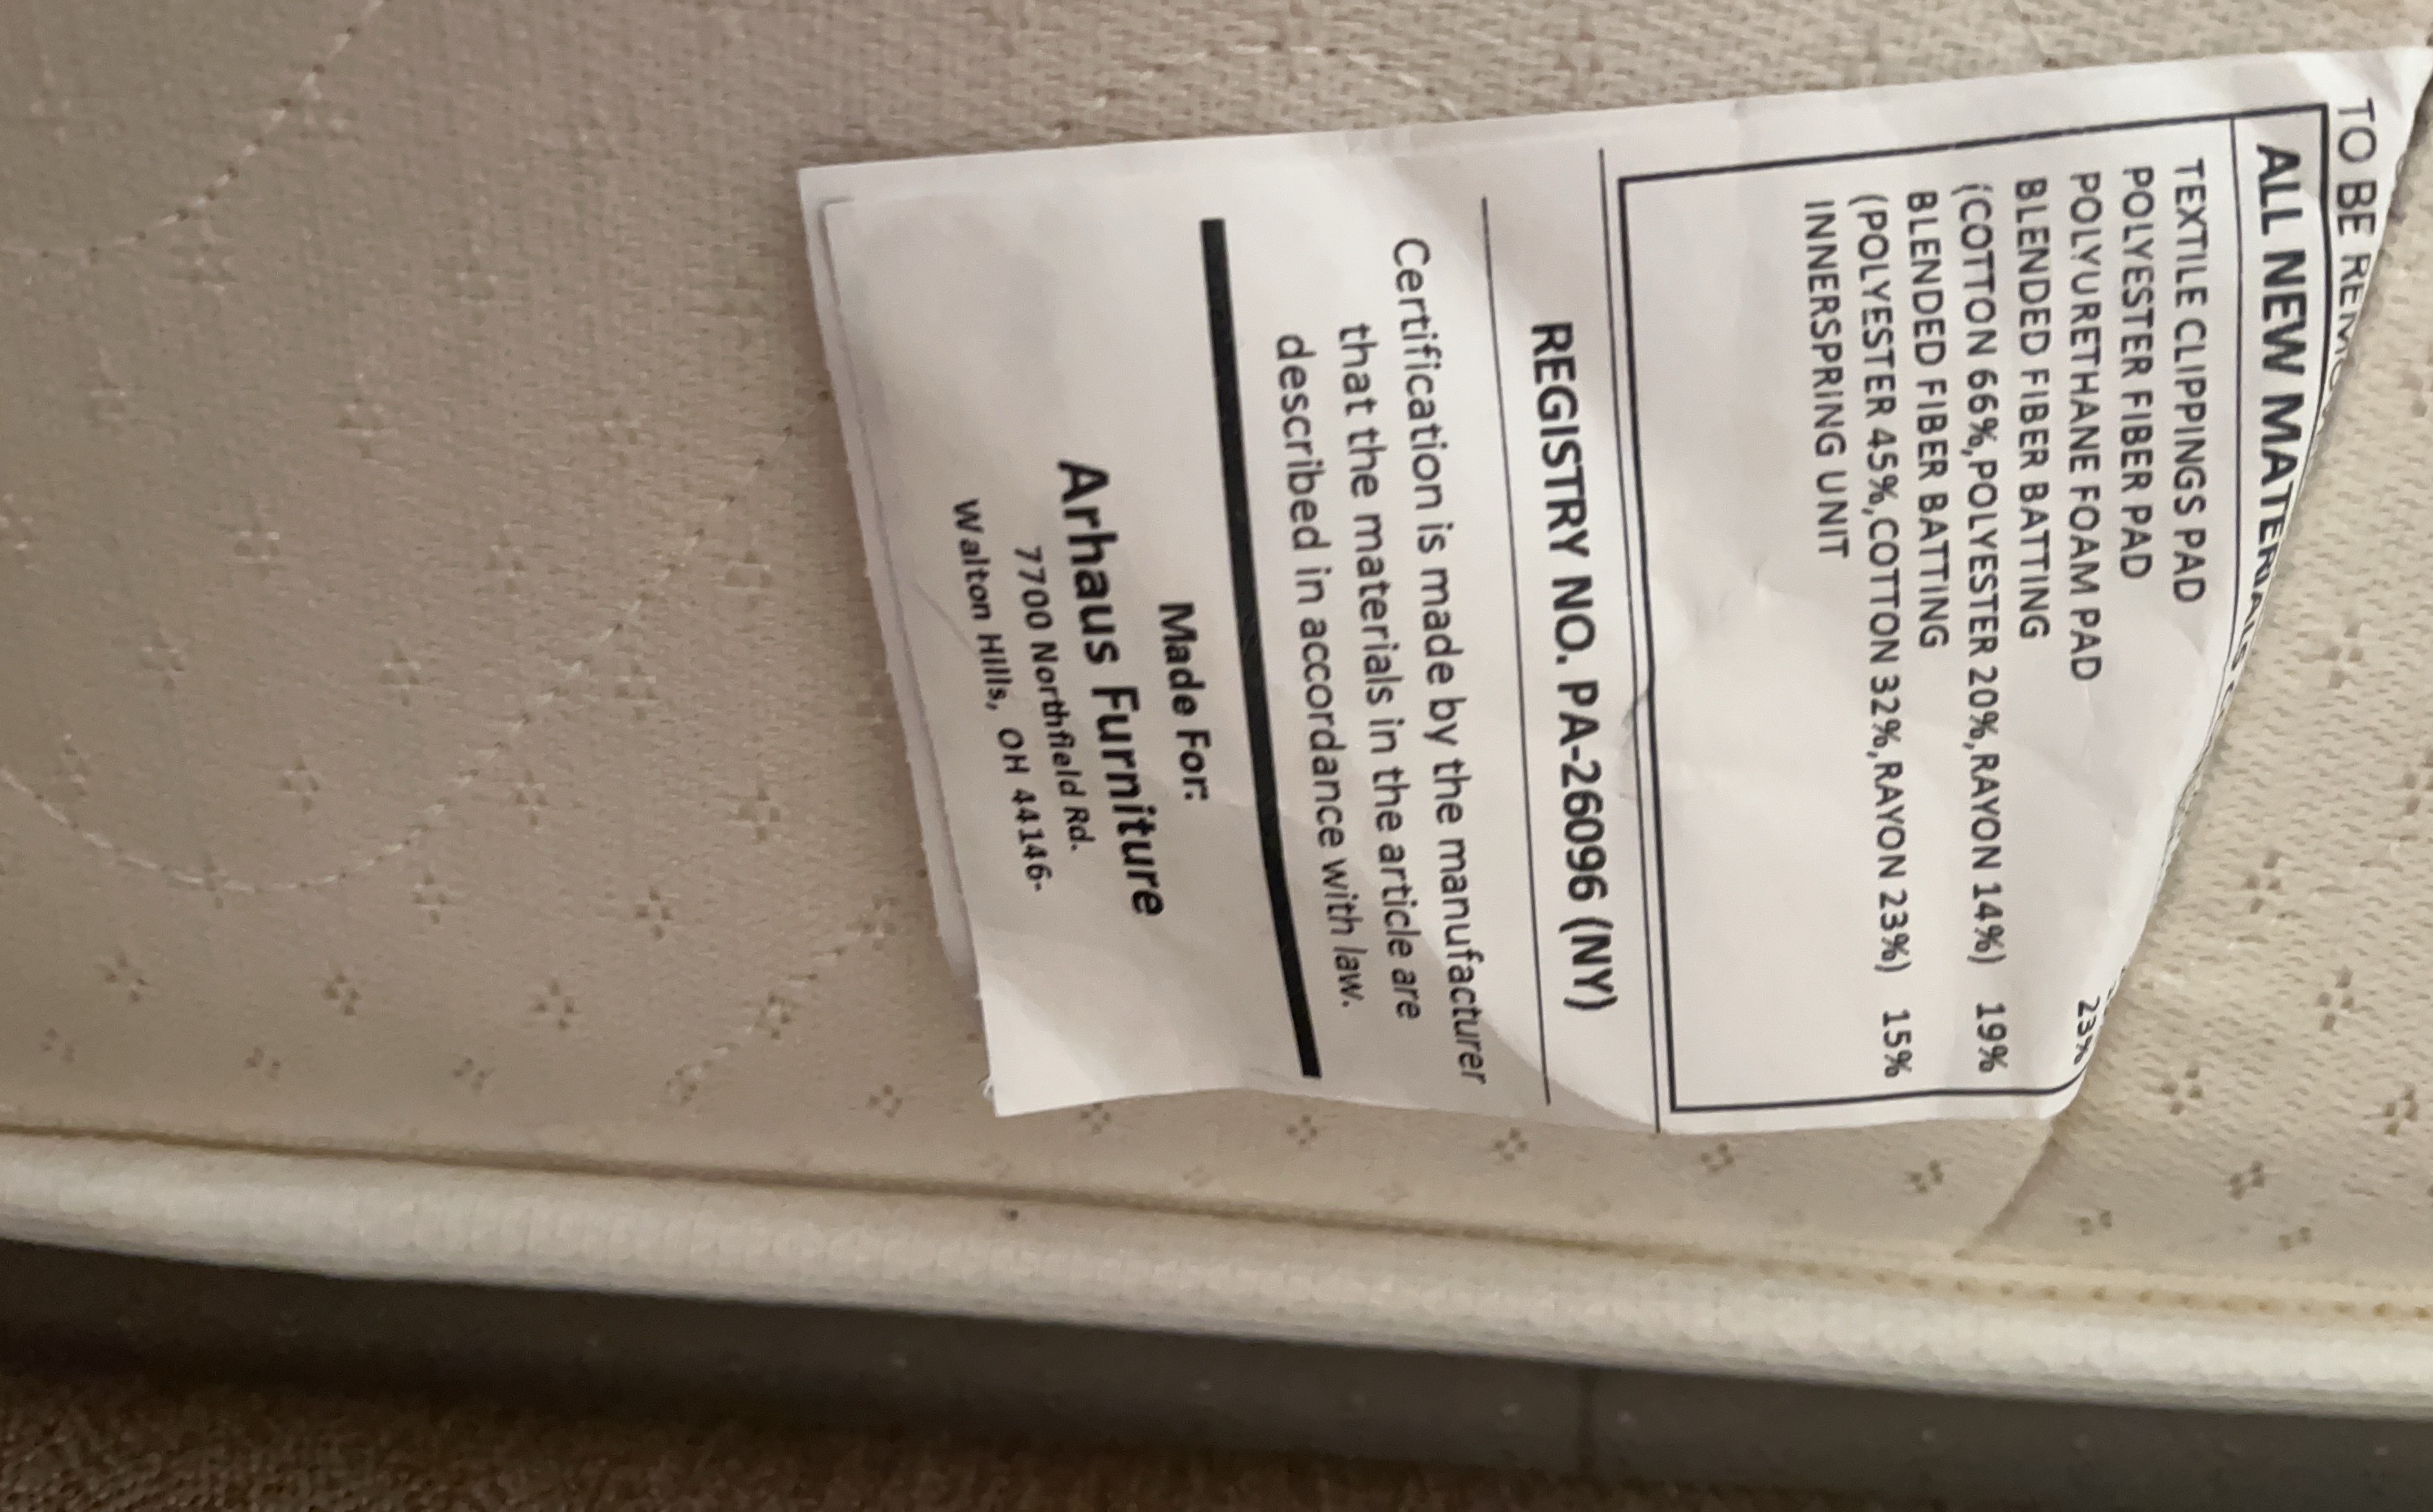 TO BE
ALL NEW MATERIALS
TEXTILE CLIPPINGS PAD
POLYESTER FIBER PAD
POLYURETHANE FOAM PAD 23%
BLENDED FIBER BATTING
(COTTON 66%,POLYESTER 20%,RAYON 14%) 19%
BLENDED FIBER BATTING
(POLYESTER 45%,COTTON 32%,RAYON 23%) 15%
INNERSPRING UNIT
REGISTRY NO. PA-26096 (NY)
Certification is made by the manufacturer
that the materials in the article are
described in accordance with law.
Made For:
Arhaus Furniture
7700 Northfield Rd.
Walton HIlls, OH 44146-